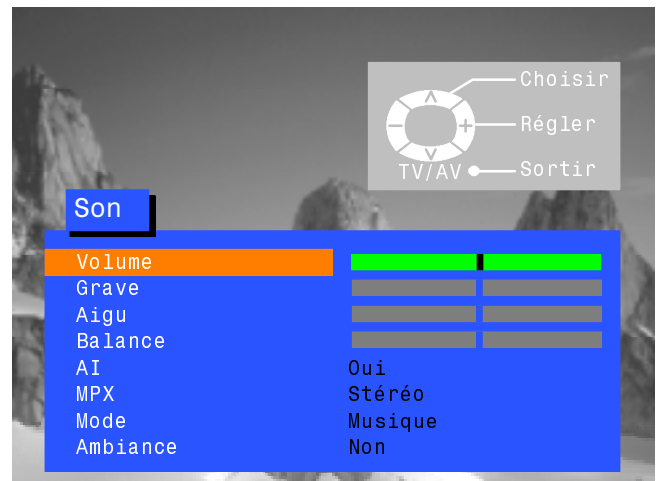 Choisir
Régler
TV/AV Sortir
Son
Volume
Grave
Aigu
Balance
AI Oui
MPX Stéréo
Mode Musique
Ambiance Non